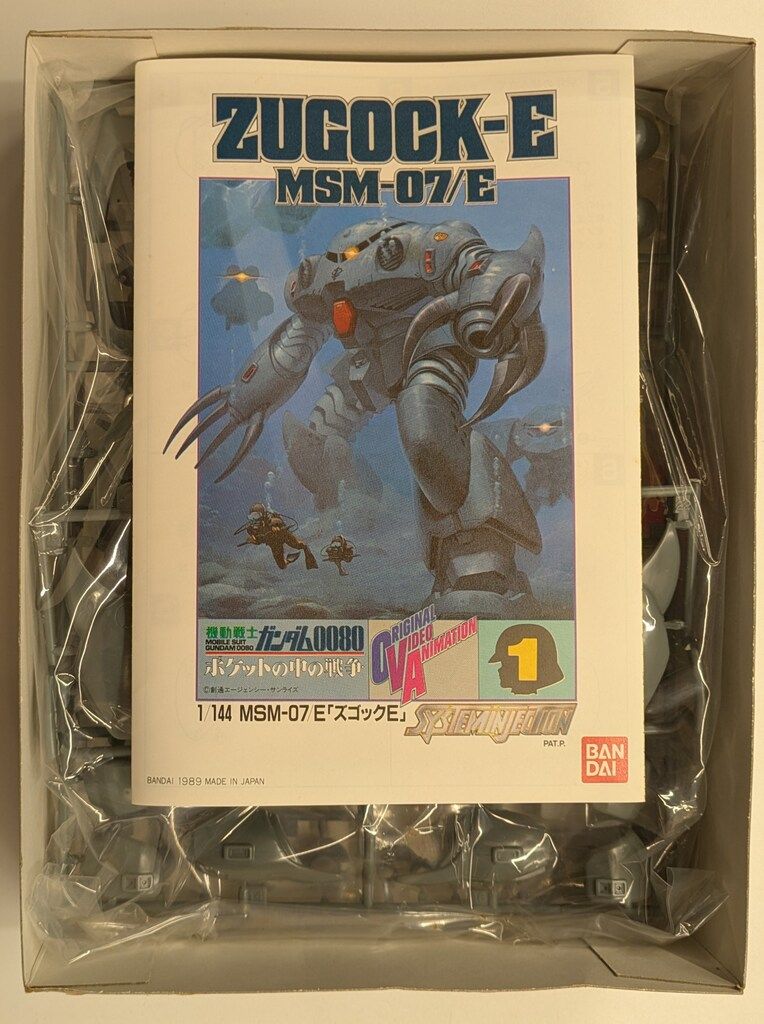 ZUGOCK-E
MSM-07/E
機動戦士
MOBILE SUIT
GUNDAM 0080
ガンダム0080
ポケットの中の戦争
©創通エージェンシー・サンライズ
ORIGINAL
VIDEO
ANIMATION
1
1/144 MSM-07/E「ズゴックE」
SYSTEM INJECTION
PAT.P.
BANDAI 1989 MADE IN JAPAN
BAN
DAI